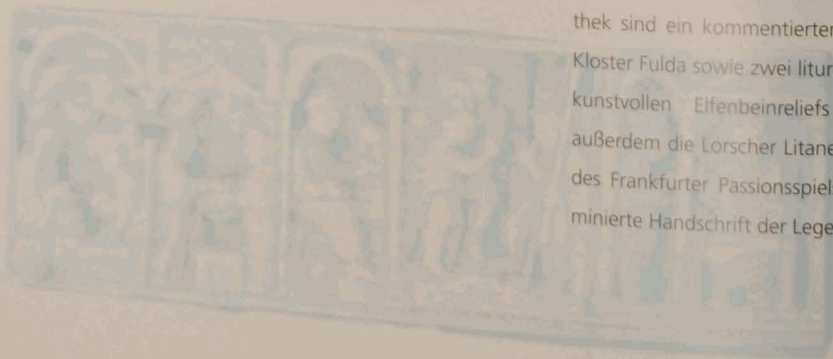 thek sind ein kommentierter
Kloster Fulda sowie zwei litur
kunstvollen Elfenbeinreliefs
außerdem die Lorscher Litane
des Frankfurter Passionsspiel
minierte Handschrift der Lege